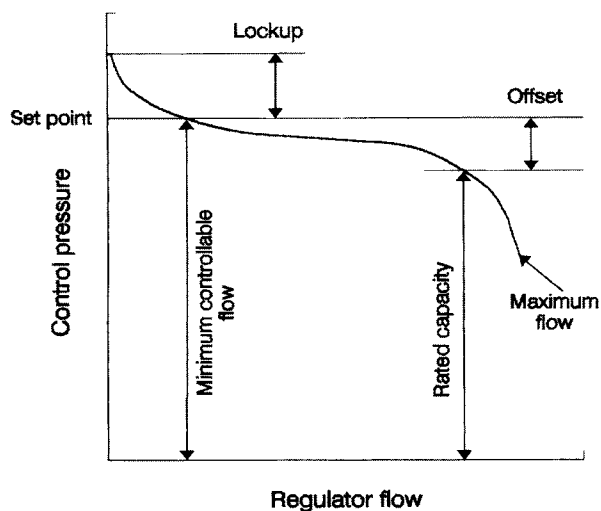 Lockup
Offset
Set point
Control pressure
Minimum controllable
flow
Rated capacity
Maximum
flow
Regulator flow